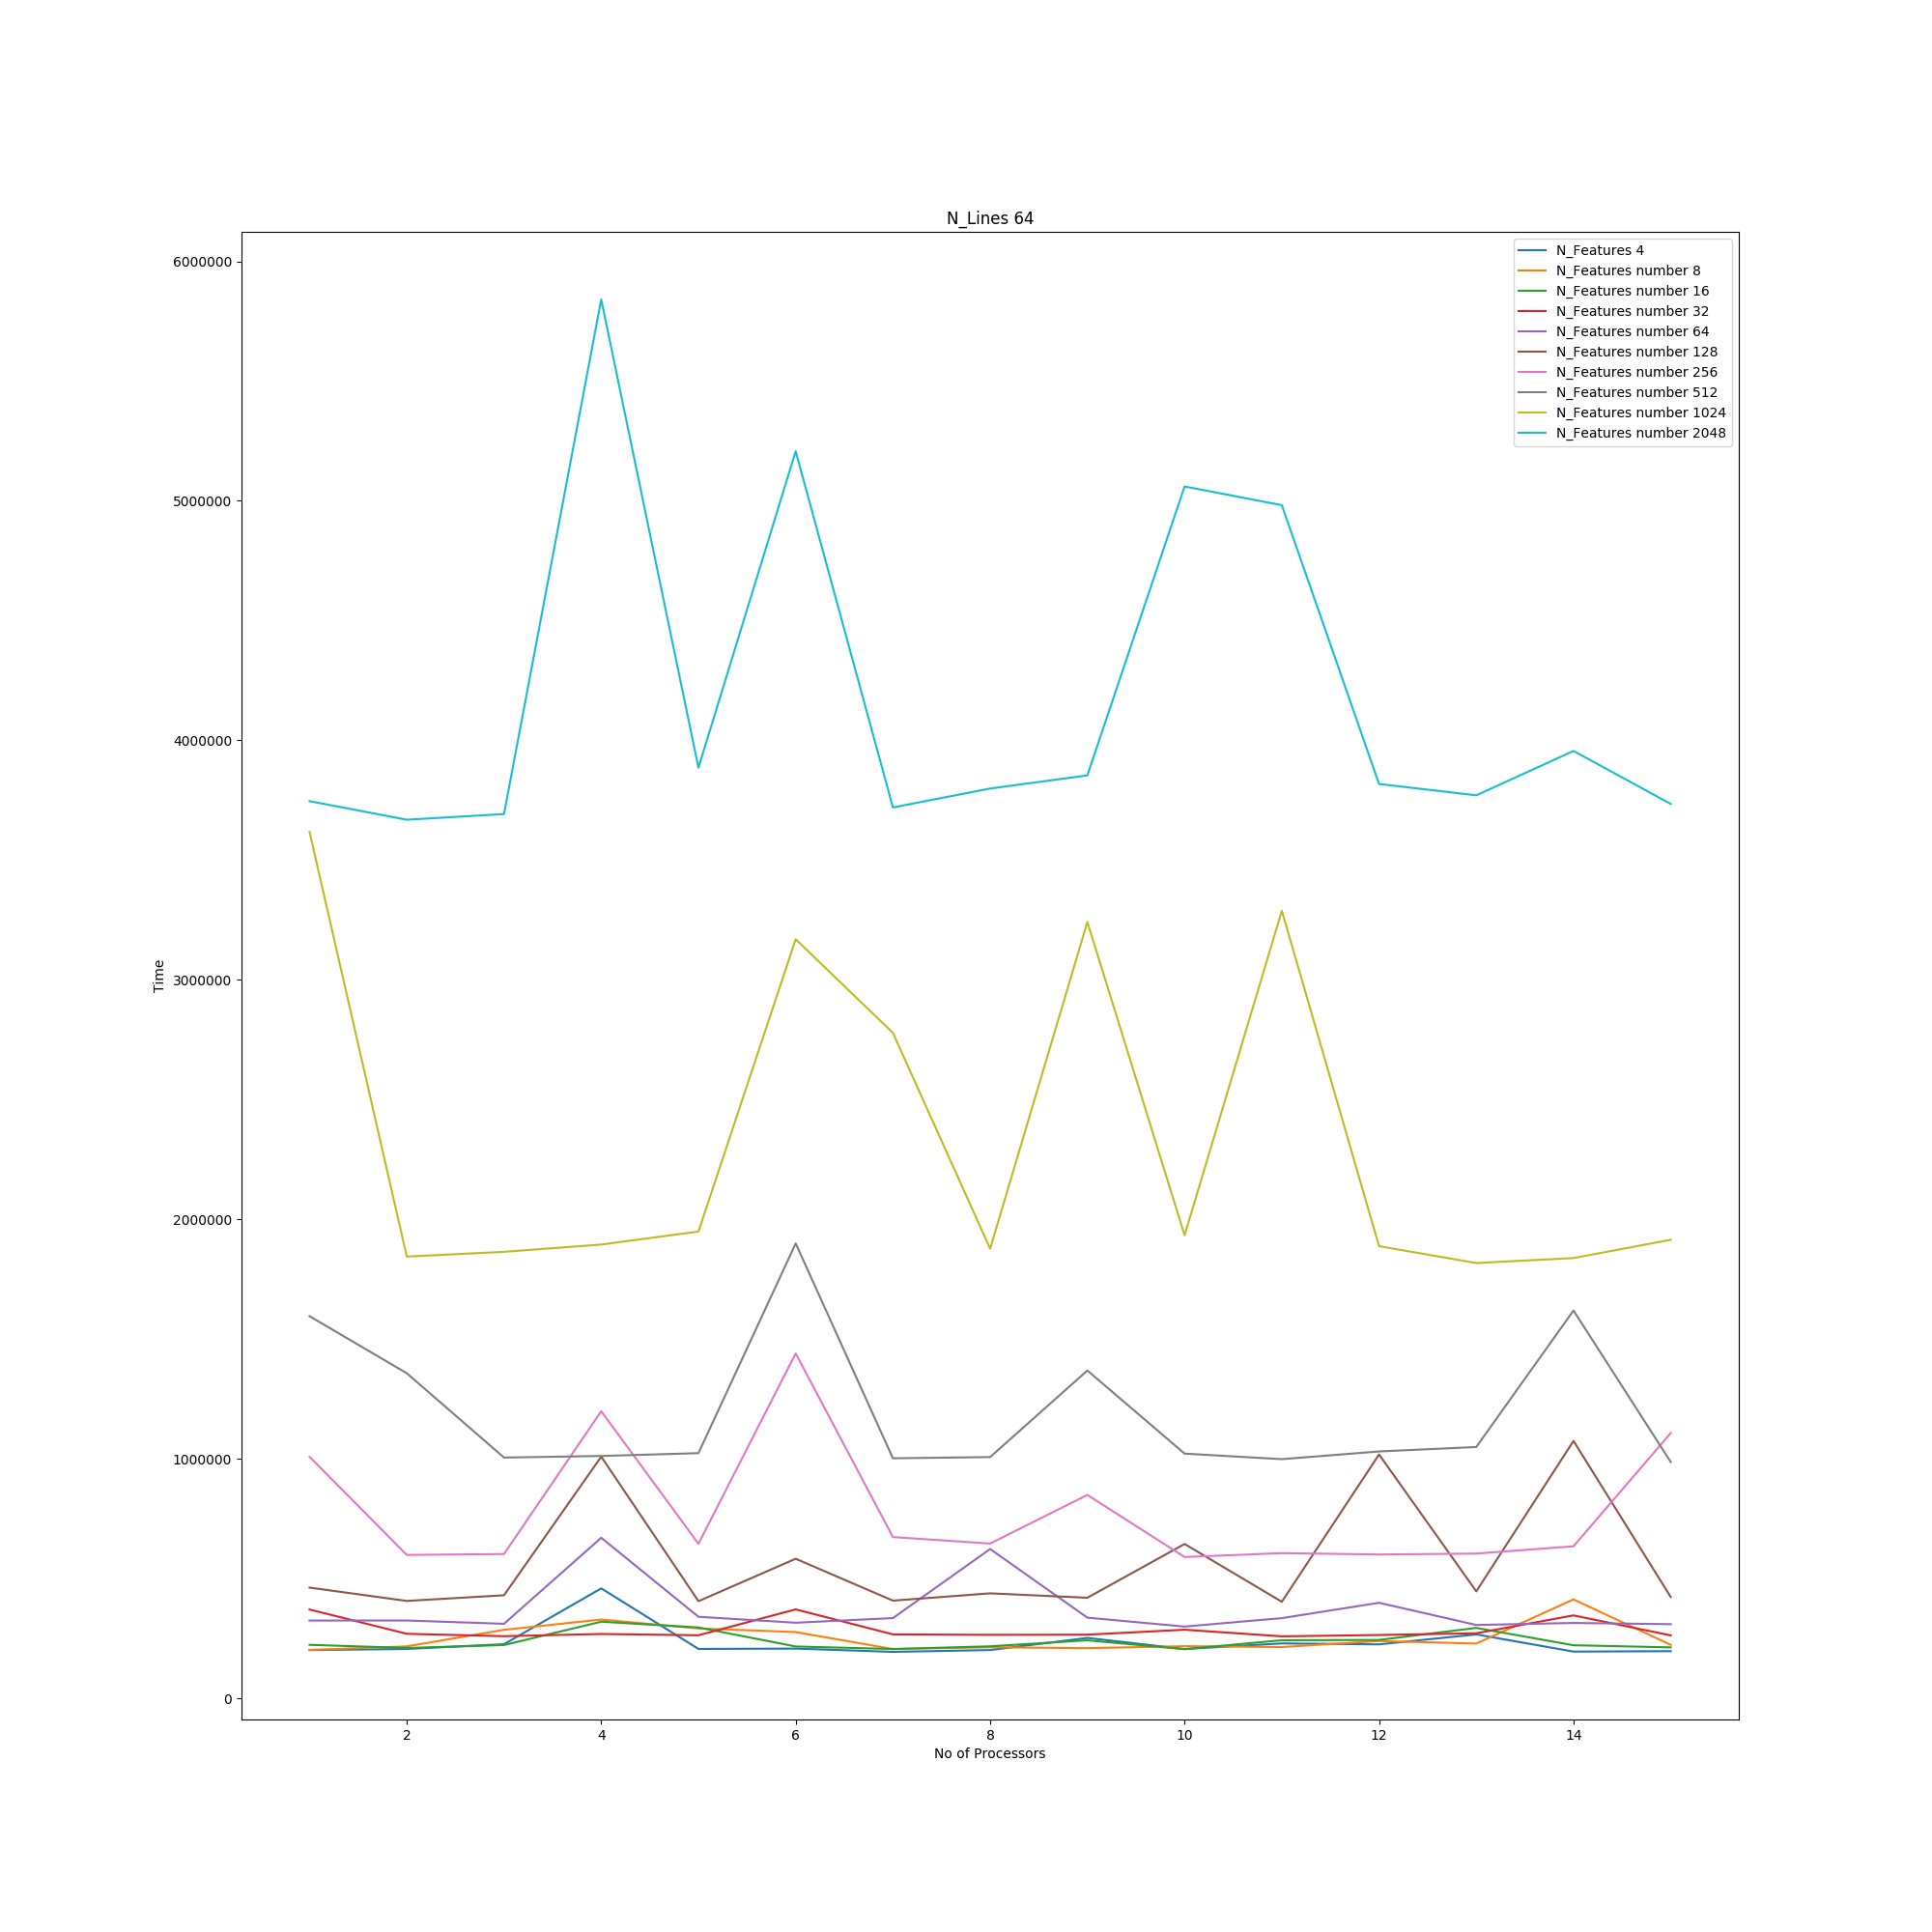 N_Lines 64
6000000
5000000
4000000
3000000
2000000
1000000
0
Time
N_Features 4
N_Features number 8
N_Features number 16
N_Features number 32
N_Features number 64
N_Features number 128
N_Features number 256
N_Features number 512
N_Features number 1024
N_Features number 2048
2 4 6 8 10 12 14
No of Processors